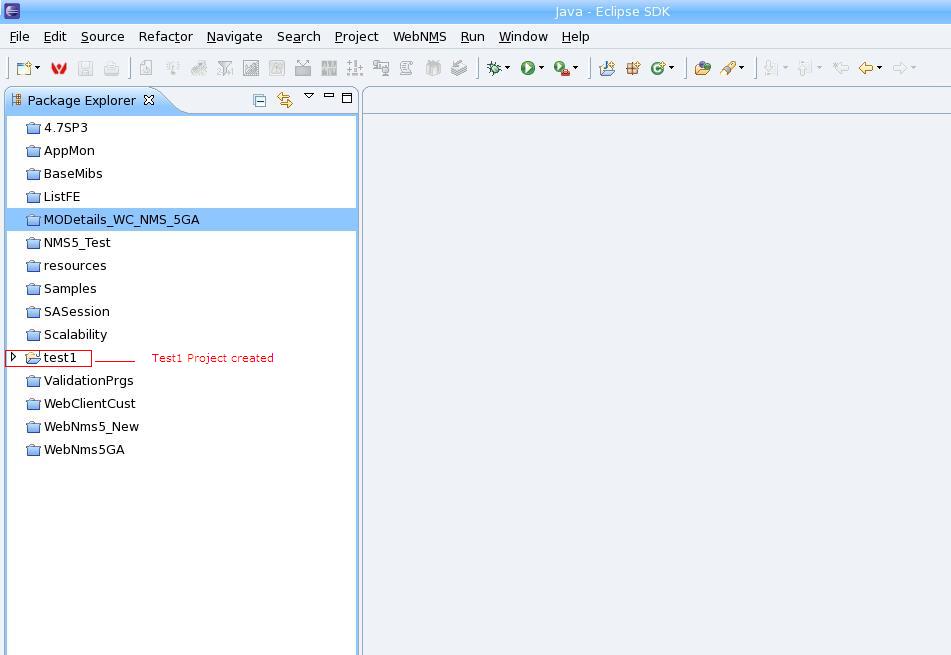 Java - Eclipse SDK
File Edit Source Refactor Navigate Search Project WebNMS Run Window Help
Package Explorer
4.7SP3
AppMon
BaseMibs
ListFE
MODetails_WC_NMS_5GA
NMS5_Test
resources
Samples
SASession
Scalability
test1 Test1 Project created
ValidationPrgs
WebClientCust
WebNms5_New
WebNms5GA